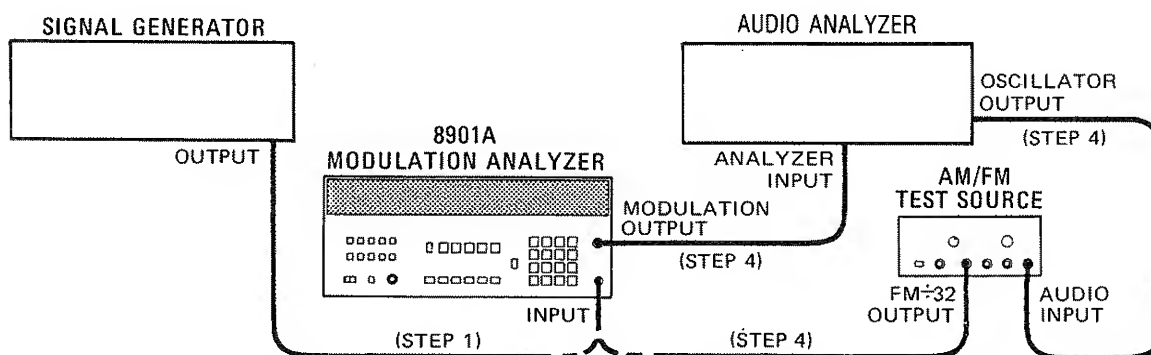 SIGNAL GENERATOR
AUDIO ANALYZER
OSCILLATOR
OUTPUT
(STEP 4)
8901A
MODULATION ANALYZER
OUTPUT
ANALYZER
INPUT
AM/FM
TEST SOURCE
MODULATION
OUTPUT
(STEP 4)
FM÷32
OUTPUT
AUDIO
INPUT
INPUT
(STEP 1)
(STEP 4)